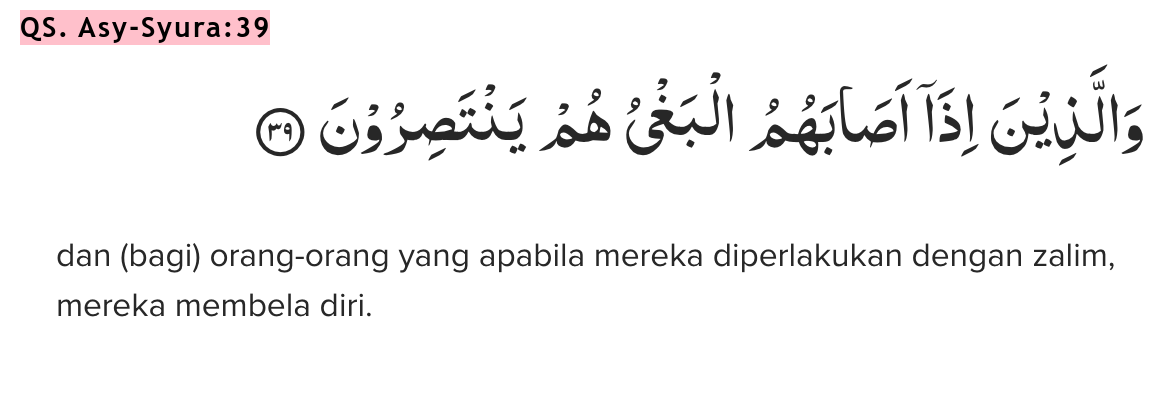 QS. Asy-Syura:39
وَالَّذِيْنَ اِذَآ اَصَابَهُمُ الْبَغْيُ هُمْ يَنْتَصِرُوْنَ ٣٩
dan (bagi) orang-orang yang apabila mereka diperlakukan dengan zalim,
mereka membela diri.